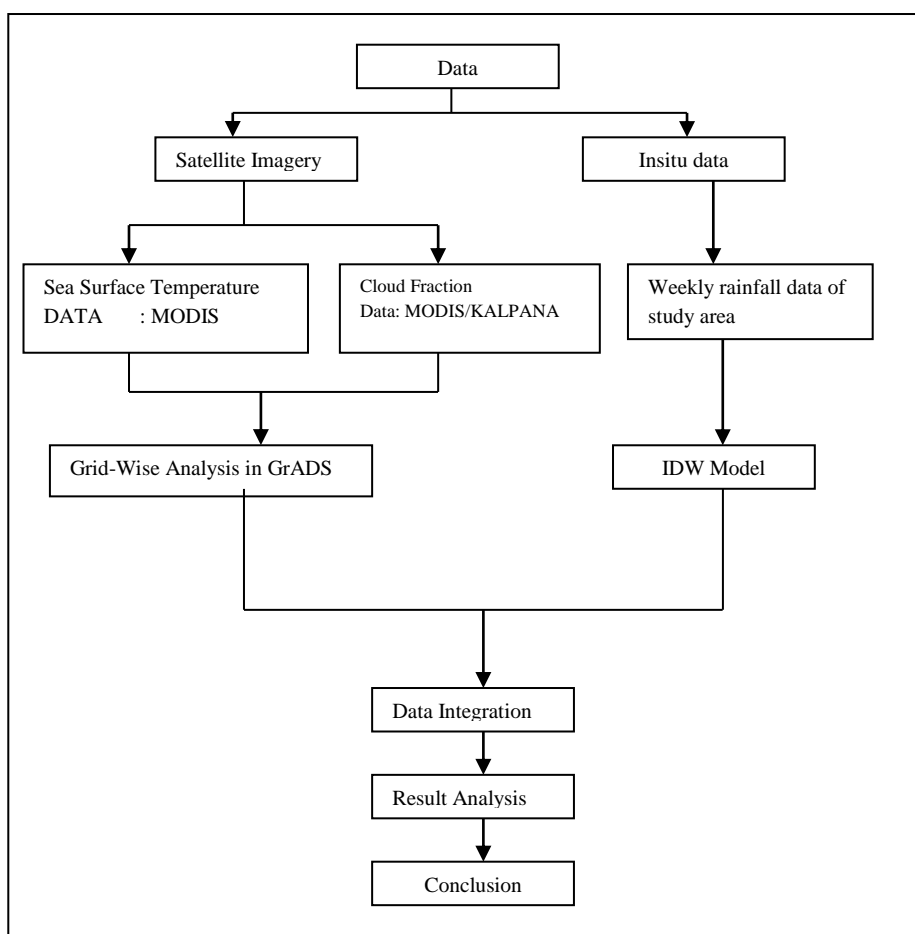 Data
Satellite Imagery
Insitu data
Sea Surface Temperature
DATA : MODIS
Cloud Fraction
Data: MODIS/KALPANA
Weekly rainfall data of
study area
Grid-Wise Analysis in GrADS
IDW Model
Data Integration
Result Analysis
Conclusion